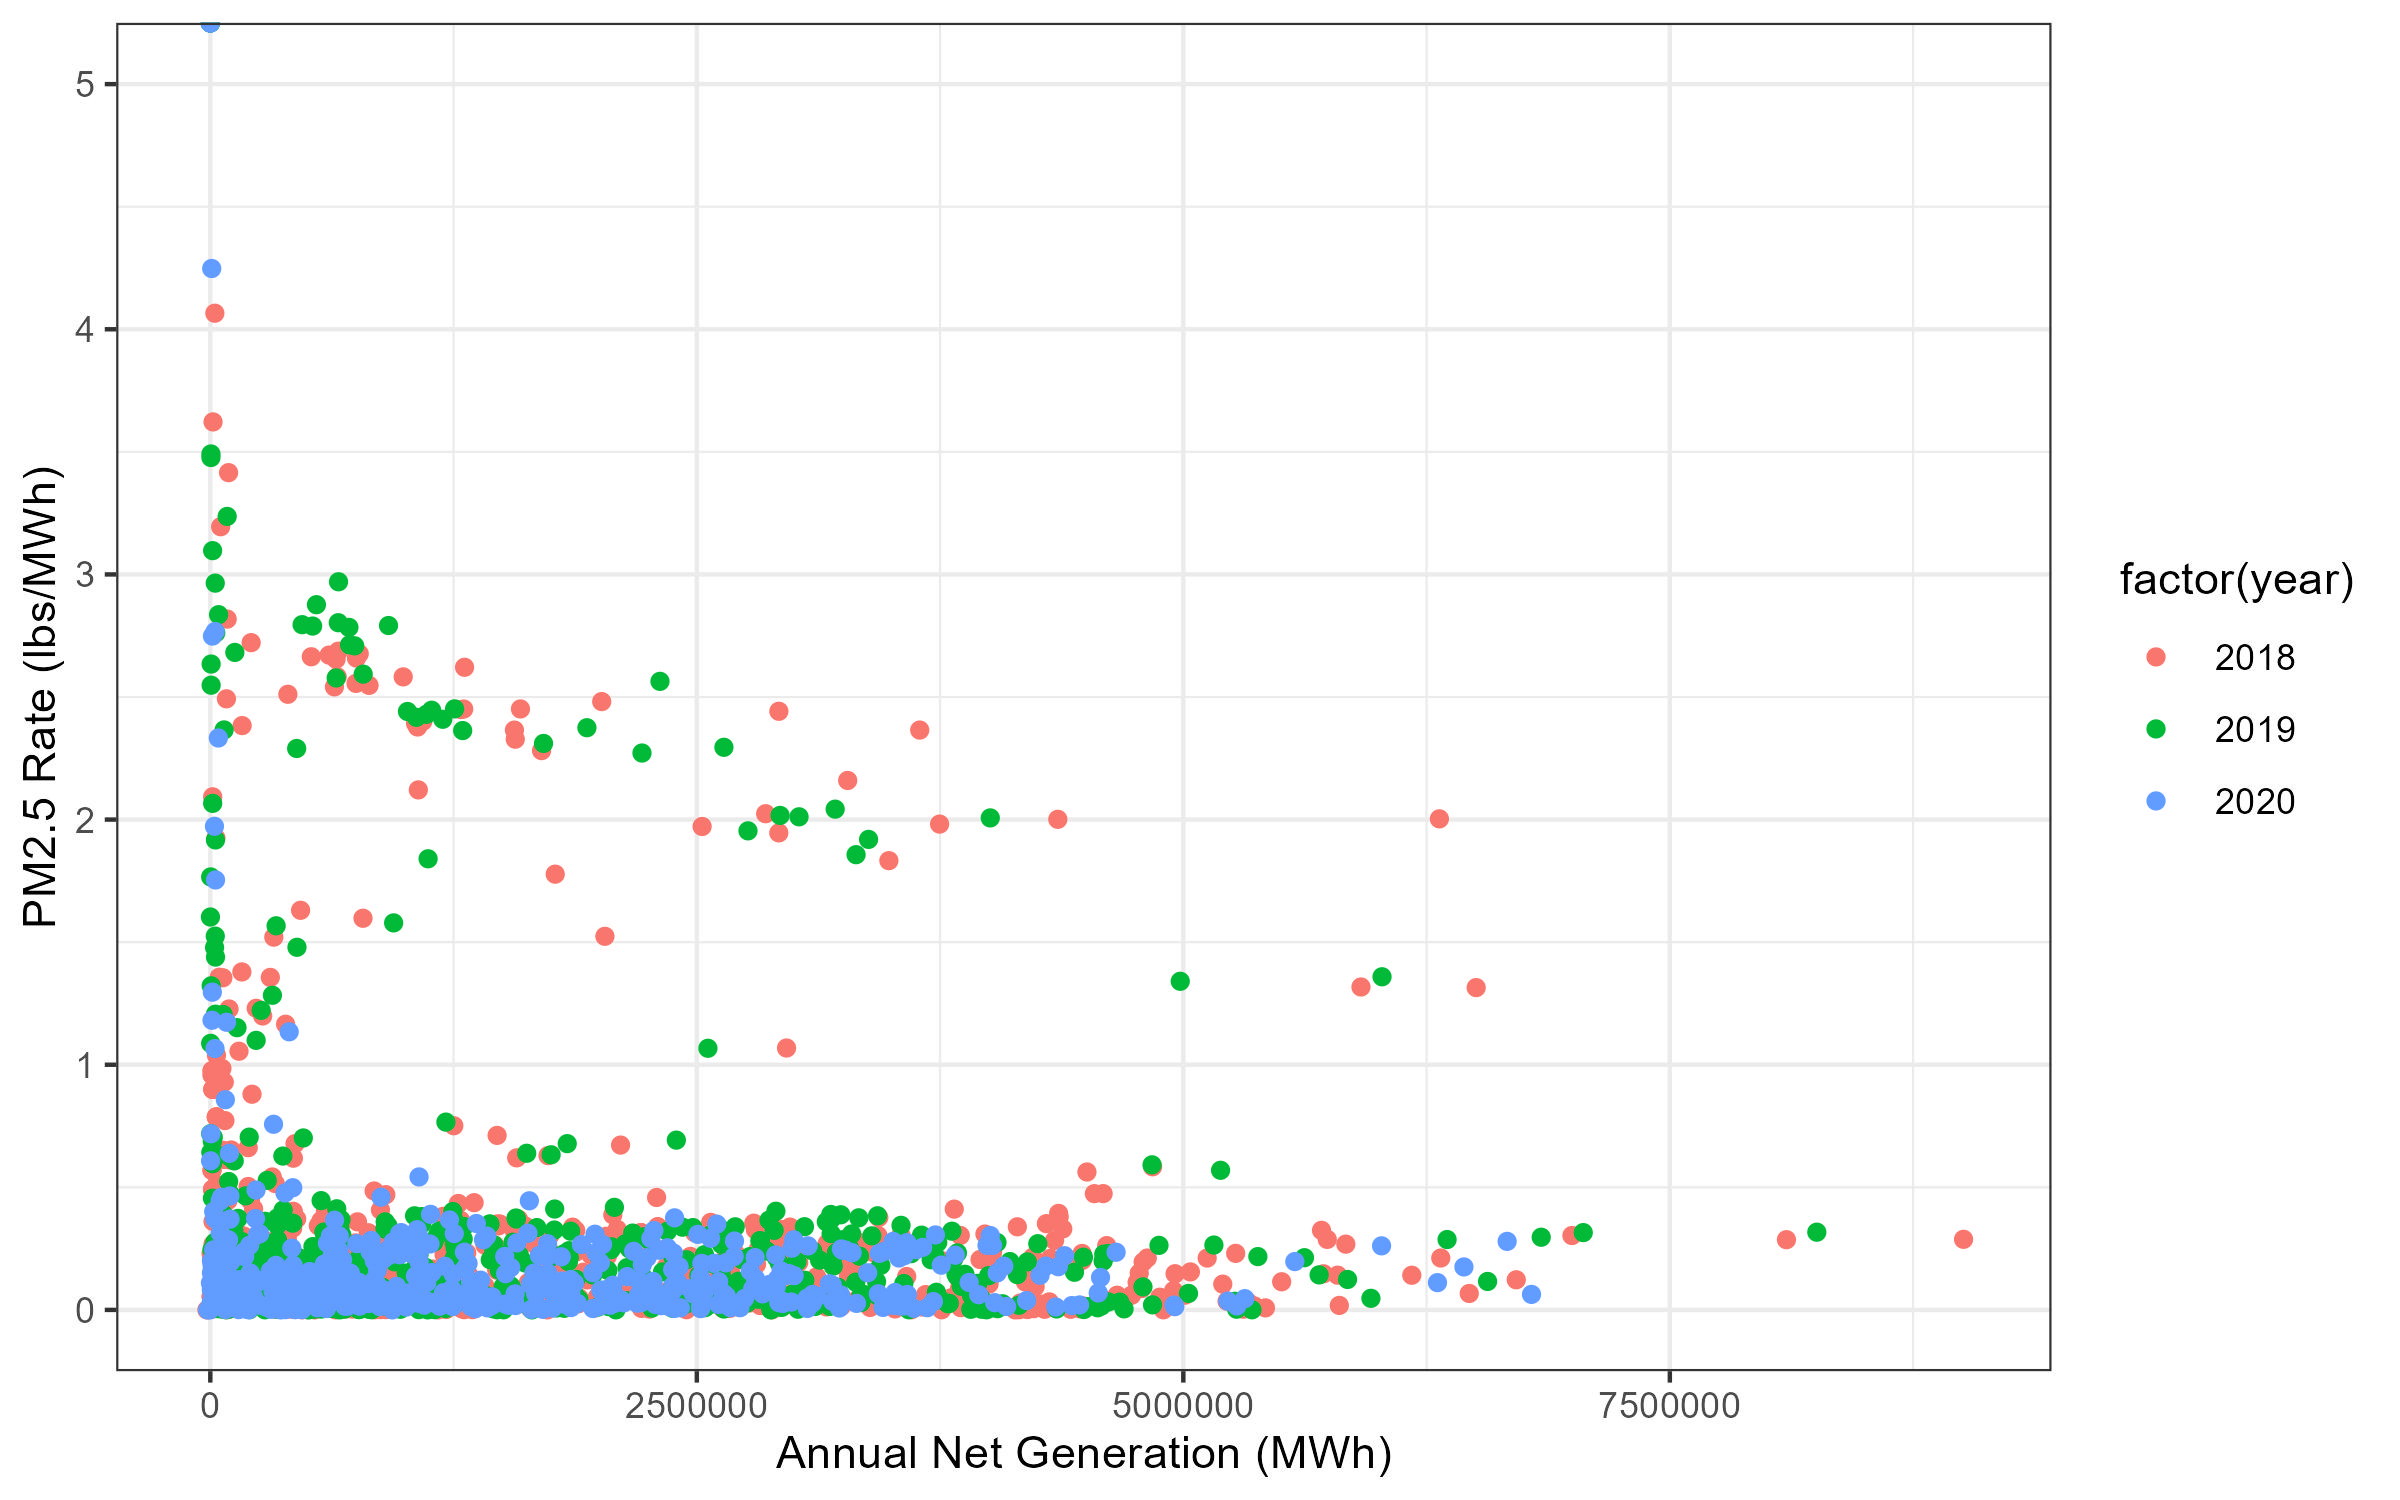 5
4
3
2
1
0
PM2.5 Rate (lbs/MWh)
0 2500000 5000000 7500000
Annual Net Generation (MWh)
factor(year)
2018
2019
2020